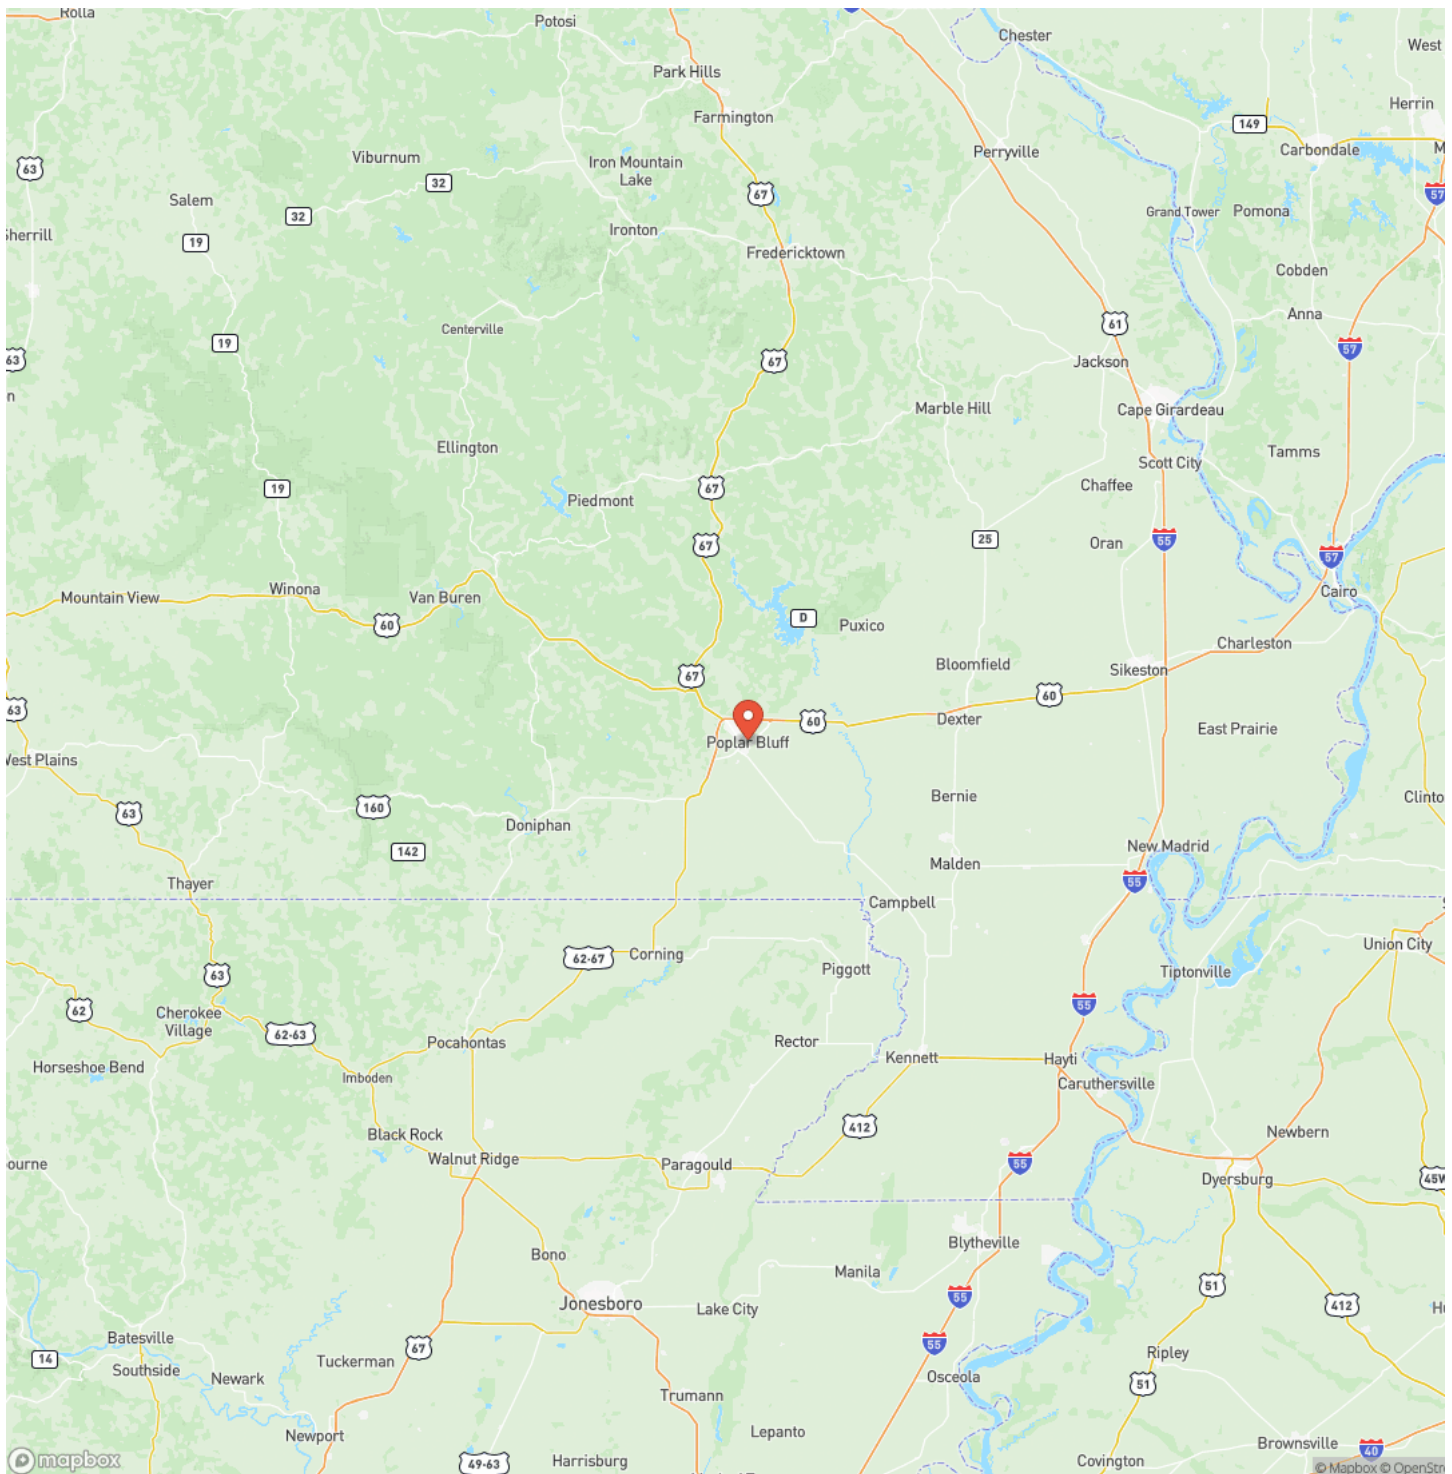 Rolla
Potosi
Chester
West
Park Hills
Herrin
Farmington
149
Carbondale
Perryville
Viburnum
Iron Mountain
Lake
63
32
67
57
Salem
32
Grand Tower
Pomona
Sherrill
19
Ironton
Fredericktown
Cobden
Anna
61
Centerville
19
57
63
67
Jackson
Marble Hill
Cape Girardeau
Ellington
Tamms
Scott City
19
67
Chaffee
Piedmont
25
55
Oran
67
57
Winona
Mountain View
Van Buren
Cairo
60
D
Puxico
Charleston
Bloomfield
Sikeston
67
60
63
60
Dexter
East Prairie
Poplar Bluff
West Plains
63
160
Bernie
Clinto
Doniphan
142
New Madrid
Malden
Thayer
55
Campbell
62-67
Corning
Union City
63
Piggott
Tiptonville
62
Cherokee
Village
62-63
55
Pocahontas
Rector
Horseshoe Bend
Imboden
Kennett
Hayti
Caruthersville
Black Rock
412
Newbern
Walnut Ridge
Paragould
55
ourne
Dyersburg
45W
Bono
Blytheville
Manila
51
55
Jonesboro
Lake City
412
Batesville
67
55
14
Southside
Tuckerman
Ripley
Newark
Osceola
51
Trumann
Newport
Lepanto
Brownsville
40
49-63
Harrisburg
Covington
mapbox
© Mapbox © OpenStr